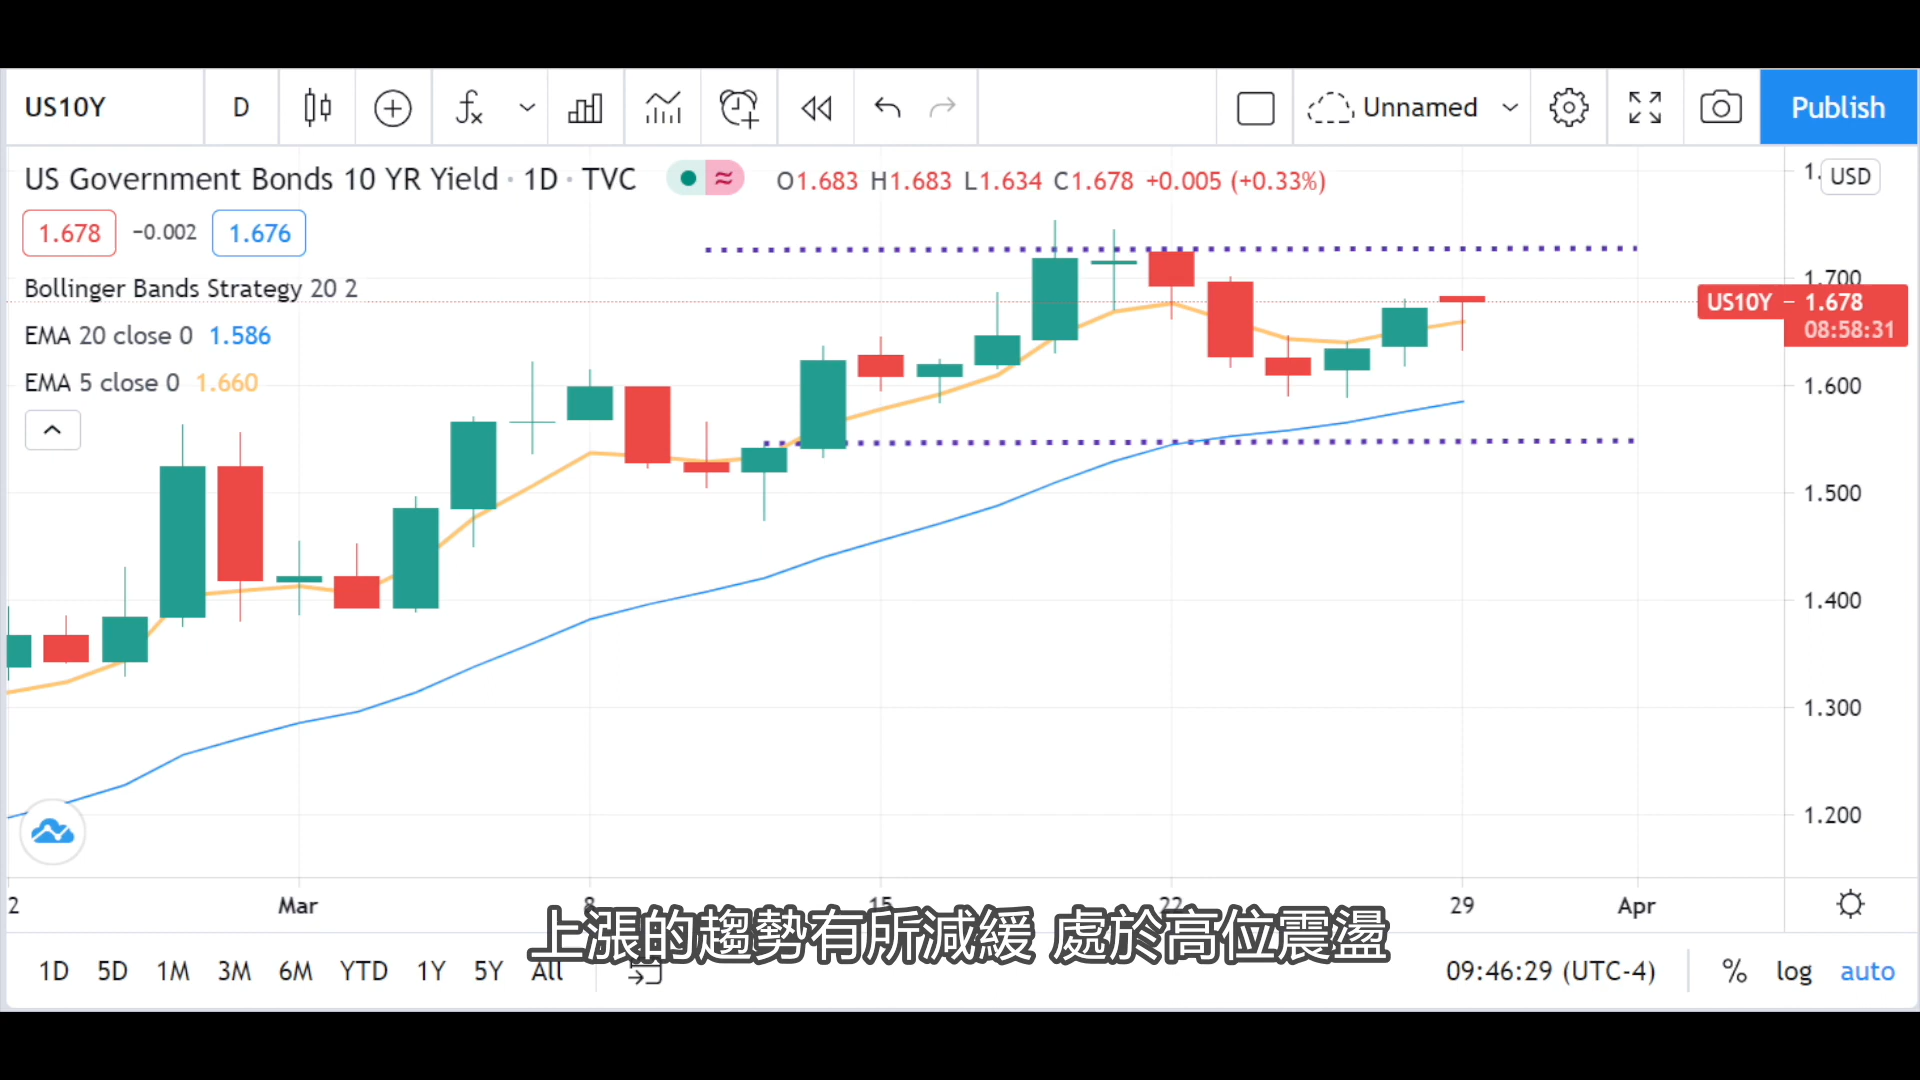 US10Y D Unnamed Publish
US Government Bonds 10 YR Yield · 1D · TVC ≈ O1.683 H1.683 L1.634 C1.678 +0.005 (+0.33%)
USD
1.678 −0.002 1.676
Bollinger Bands Strategy 20 2
1.700
US10Y 1.678
08:58:31
EMA 20 close 0 1.586
EMA 5 close 0 1.660
1.600
1.500
1.400
1.300
1.200
2 Mar 8 15 22 29 Apr
上漲的趨勢有所減緩 處於高位震盪
1D 5D 1M 3M 6M YTD 1Y 5Y All 09:46:29 (UTC-4) % log auto